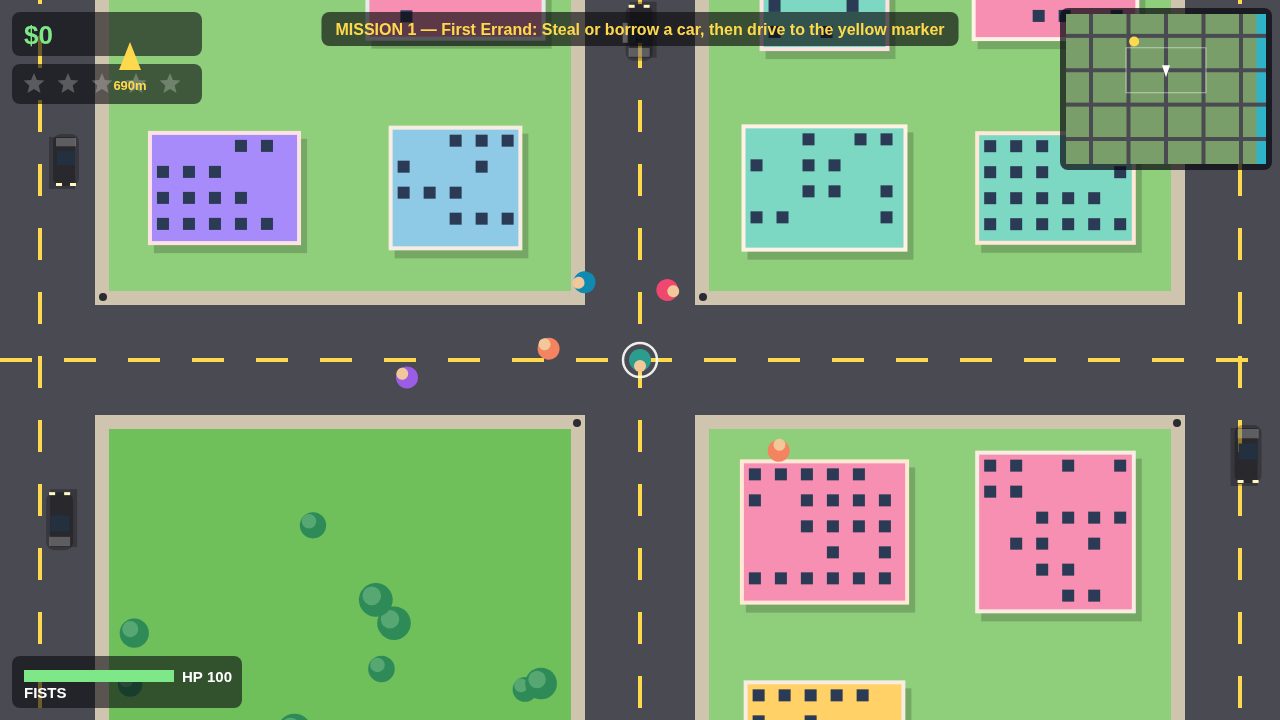 $0
MISSION 1 — First Errand: Steal or borrow a car, then drive to the yellow marker
690m
HP 100
FISTS